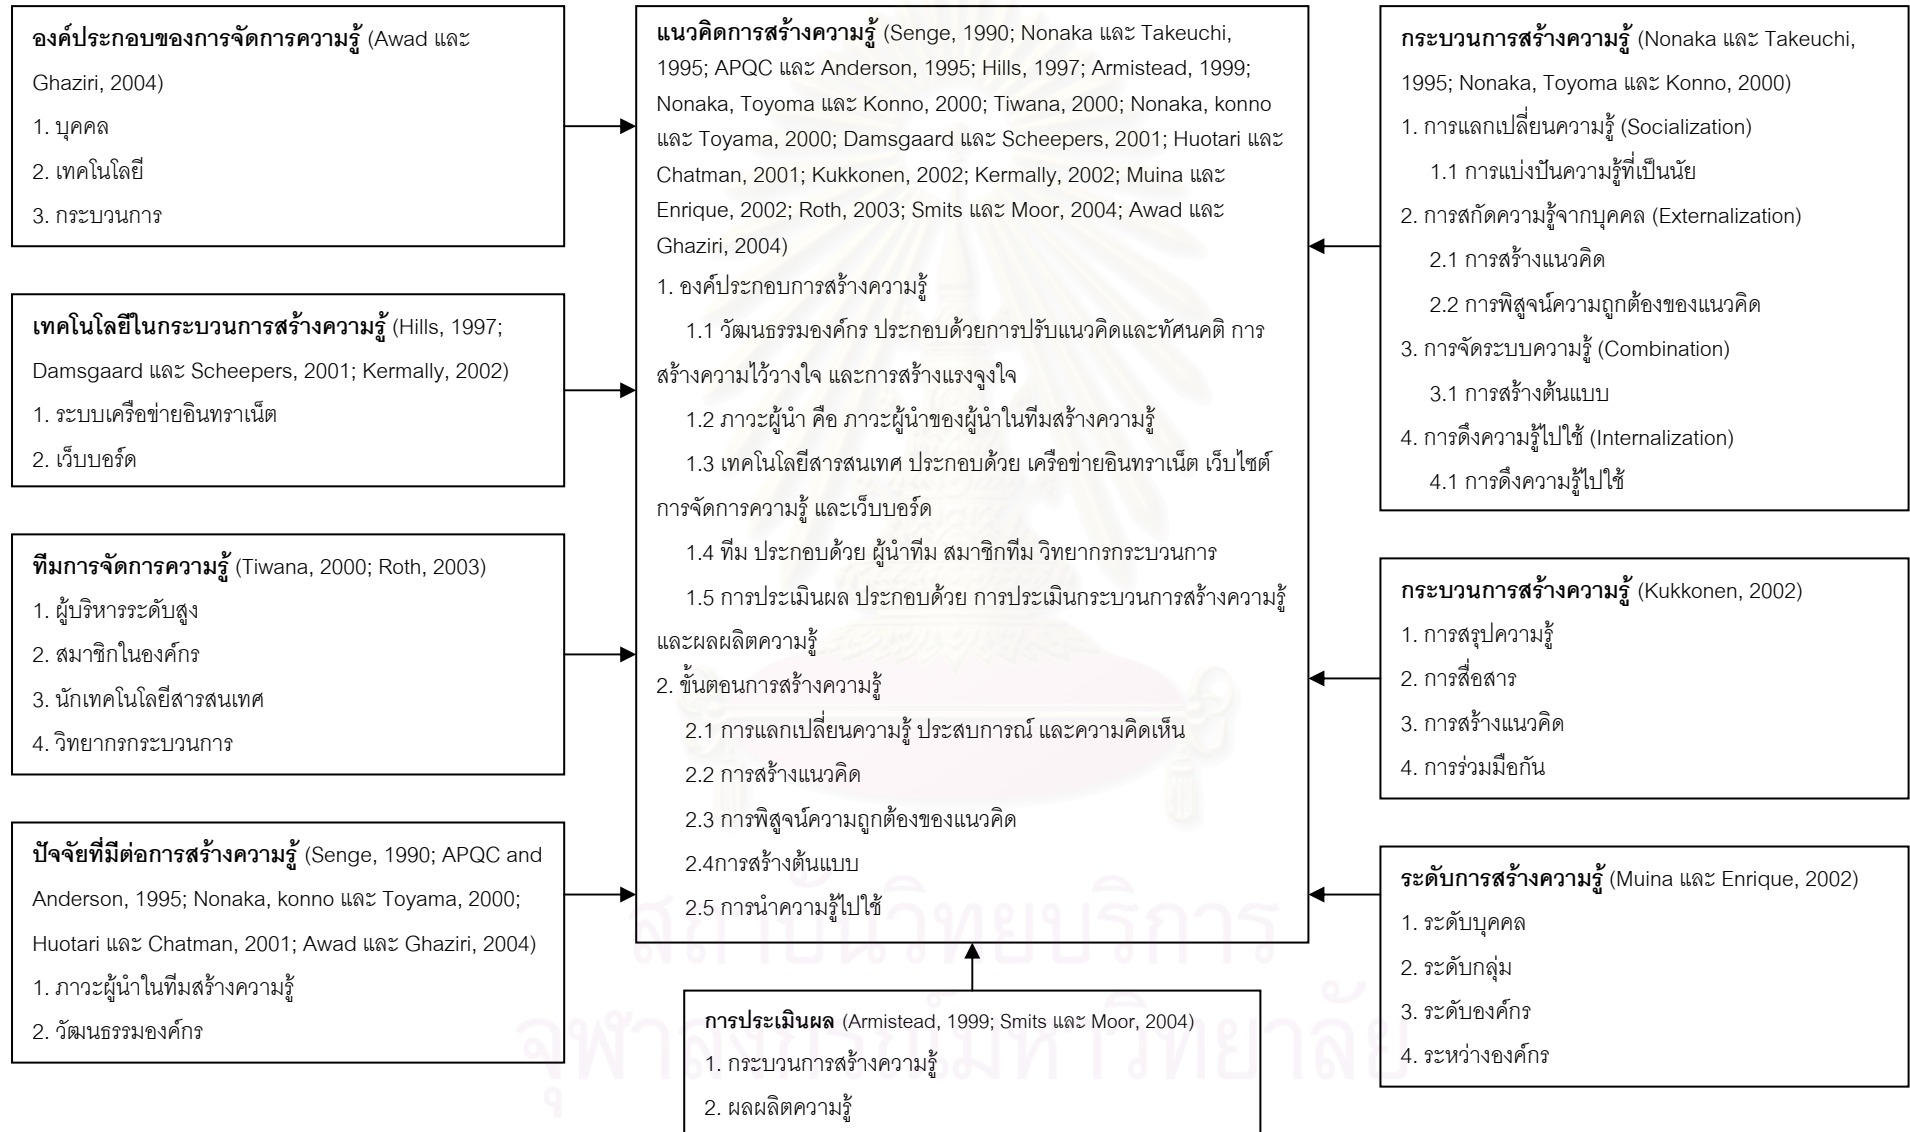 องค์ประกอบของการจัดการความรู้ (Awad และ
Ghaziri, 2004)
1. บุคคล
2. เทคโนโลยี
3. กระบวนการ
เทคโนโลยีในกระบวนการสร้างความรู้ (Hills, 1997;
Damsgaard และ Scheepers, 2001; Kermally, 2002)
1. ระบบเครือข่ายอินทราเน็ต
2. เว็บบอร์ด
ทีมการจัดการความรู้ (Tiwana, 2000; Roth, 2003)
1. ผู้บริหารระดับสูง
2. สมาชิกในองค์กร
3. นักเทคโนโลยีสารสนเทศ
4. วิทยากรกระบวนการ
ปัจจัยที่มีต่อการสร้างความรู้ (Senge, 1990; APQC and
Anderson, 1995; Nonaka, konno และ Toyama, 2000;
Huotari และ Chatman, 2001; Awad และ Ghaziri, 2004)
1. ภาวะผู้นำในทีมสร้างความรู้
2. วัฒนธรรมองค์กร
แนวคิดการสร้างความรู้ (Senge, 1990; Nonaka และ Takeuchi,
1995; APQC และ Anderson, 1995; Hills, 1997; Armistead, 1999;
Nonaka, Toyoma และ Konno, 2000; Tiwana, 2000; Nonaka, konno
และ Toyama, 2000; Damsgaard และ Scheepers, 2001; Huotari และ
Chatman, 2001; Kukkonen, 2002; Kermally, 2002; Muina และ
Enrique, 2002; Roth, 2003; Smits และ Moor, 2004; Awad และ
Ghaziri, 2004)
1. องค์ประกอบการสร้างความรู้
1.1 วัฒนธรรมองค์กร ประกอบด้วยการปรับแนวคิดและทัศนคติ การ
สร้างความไว้วางใจ และการสร้างแรงจูงใจ
1.2 ภาวะผู้นำ คือ ภาวะผู้นำของผู้นำในทีมสร้างความรู้
1.3 เทคโนโลยีสารสนเทศ ประกอบด้วย เครือข่ายอินทราเน็ต เว็บไซต์
การจัดการความรู้ และเว็บบอร์ด
1.4 ทีม ประกอบด้วย ผู้นำทีม สมาชิกทีม วิทยากรกระบวนการ
1.5 การประเมินผล ประกอบด้วย การประเมินกระบวนการสร้างความรู้
และผลผลิตความรู้
2. ขั้นตอนการสร้างความรู้
2.1 การแลกเปลี่ยนความรู้ ประสบการณ์ และความคิดเห็น
2.2 การสร้างแนวคิด
2.3 การพิสูจน์ความถูกต้องของแนวคิด
2.4การสร้างต้นแบบ
2.5 การนำความรู้ไปใช้
การประเมินผล (Armistead, 1999; Smits และ Moor, 2004)
1. กระบวนการสร้างความรู้
2. ผลผลิตความรู้
กระบวนการสร้างความรู้ (Nonaka และ Takeuchi,
1995; Nonaka, Toyoma และ Konno, 2000)
1. การแลกเปลี่ยนความรู้ (Socialization)
1.1 การแบ่งปันความรู้ที่เป็นนัย
2. การสกัดความรู้จากบุคคล (Externalization)
2.1 การสร้างแนวคิด
2.2 การพิสูจน์ความถูกต้องของแนวคิด
3. การจัดระบบความรู้ (Combination)
3.1 การสร้างต้นแบบ
4. การดึงความรู้ไปใช้ (Internalization)
4.1 การดึงความรู้ไปใช้
กระบวนการสร้างความรู้ (Kukkonen, 2002)
1. การสรุปความรู้
2. การสื่อสาร
3. การสร้างแนวคิด
4. การร่วมมือกัน
ระดับการสร้างความรู้ (Muina และ Enrique, 2002)
1. ระดับบุคคล
2. ระดับกลุ่ม
3. ระดับองค์กร
4. ระหว่างองค์กร
สถาบันวิทยบริการ
จุฬาลงกรณ์มหาวิทยาลัย